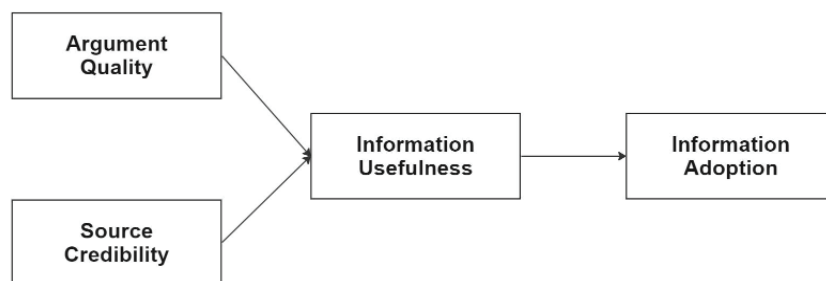 Argument
Quality
Information
Usefulness
Information
Adoption
Source
Credibility